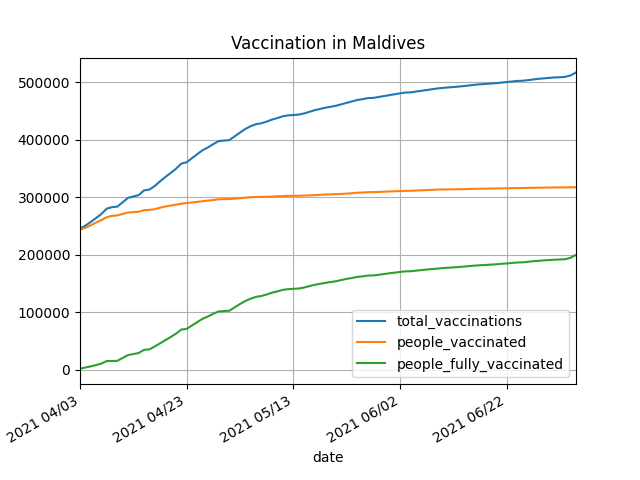 Vaccination in Maldives
500000
400000
300000
200000
100000
0
total_vaccinations
people_vaccinated
people_fully_vaccinated
2021 04/03
2021 04/23
2021 05/13
2021 06/02
2021 06/22
date